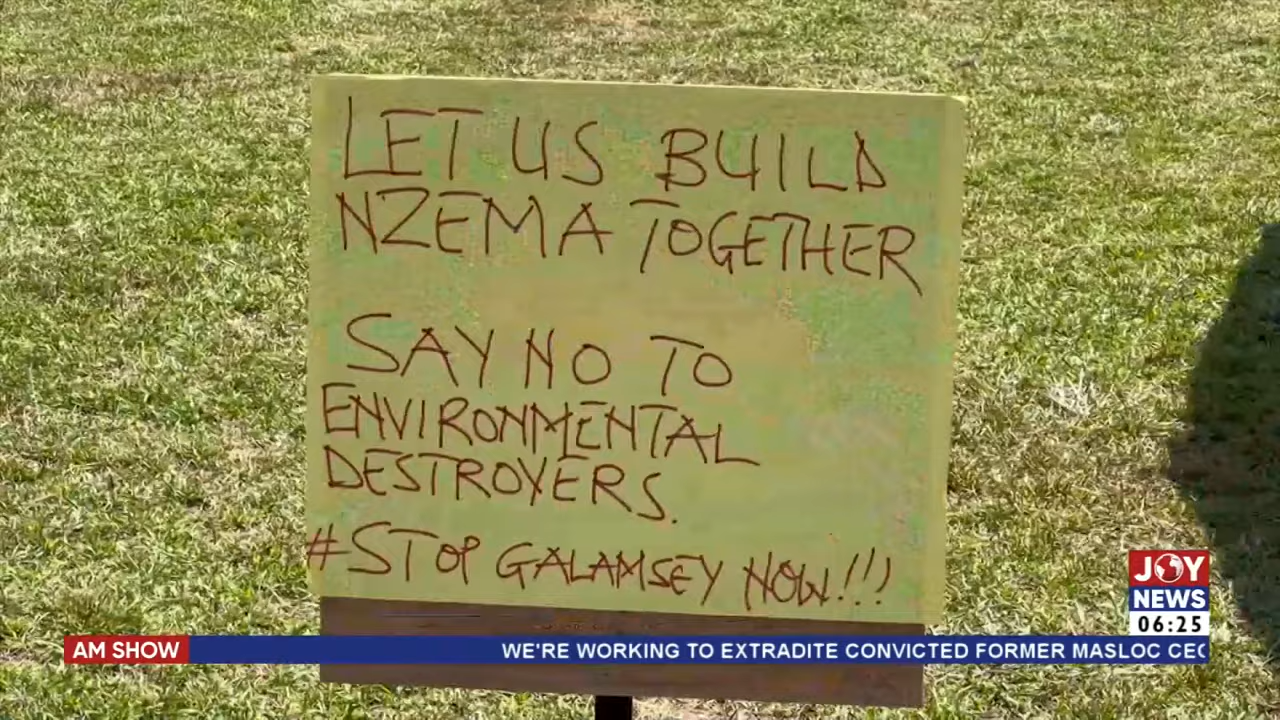 LET US BUILD
NZEMA TOGETHER
SAY NO TO
ENVIRONMENTAL
DESTROYERS.
#STOP GALAMSEY NOW!!!
JOY
NEWS
06:25
AM SHOW
WE'RE WORKING TO EXTRADITE CONVICTED FORMER MASLOC CEO